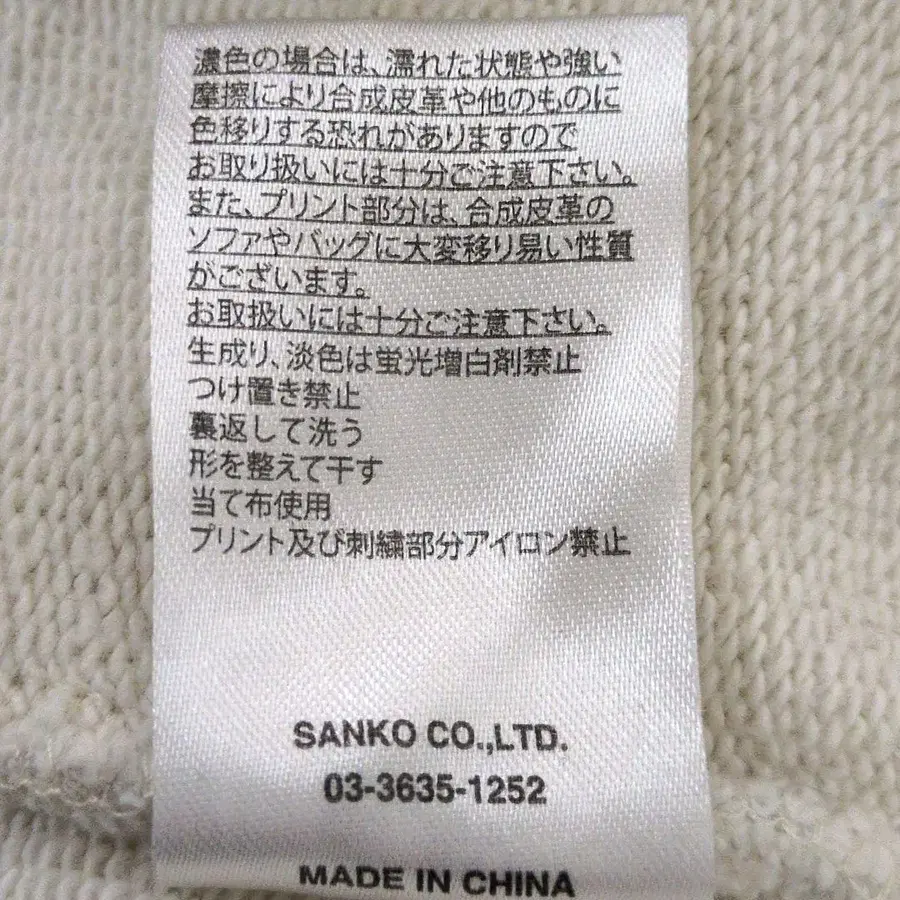 濃色の場合は、濡れた状態や強い
摩擦により合成皮革や他のものに
色移りする恐れがありますので
お取り扱いには十分ご注意下さい。
また、プリント部分は、合成皮革の
ソファやバッグに大変移り易い性質
がございます。
お取扱いには十分ご注意下さい。
生成り、淡色は蛍光増白剤禁止
つけ置き禁止
裏返して洗う
形を整えて干す
当て布使用
プリント及び刺繍部分アイロン禁止
SANKO CO.,LTD.
03-3635-1252
MADE IN CHINA